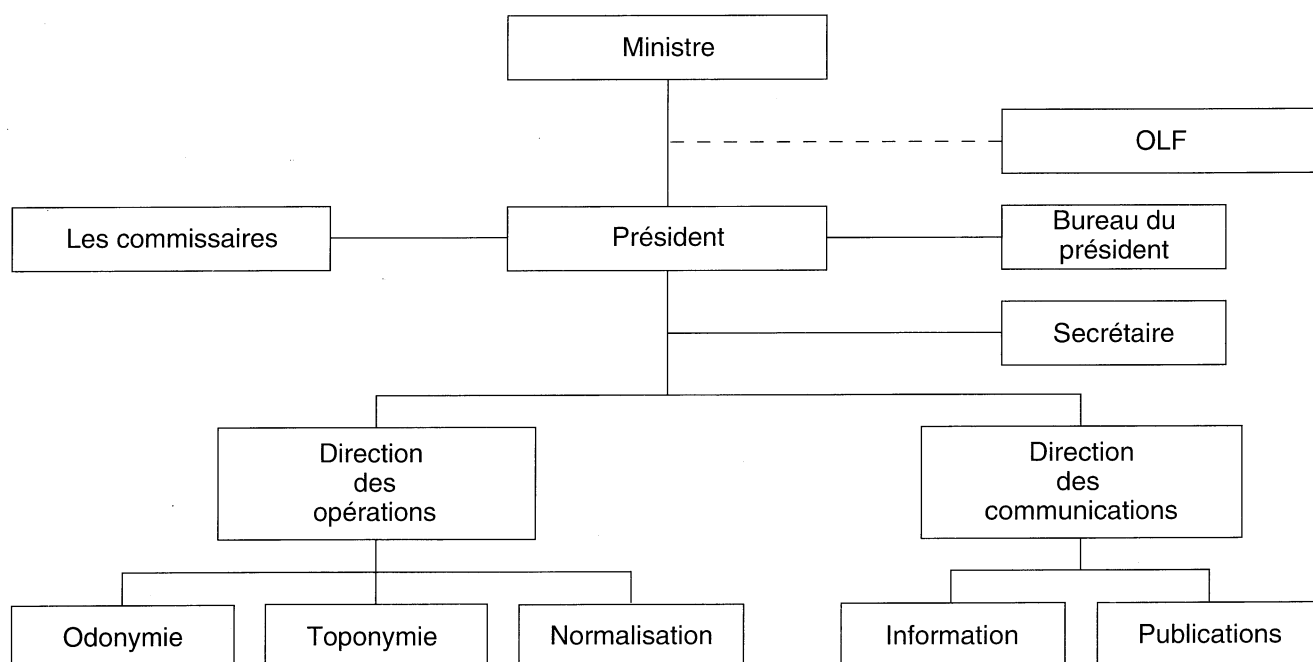 Ministre
OLF
Les commissaires
Président
Bureau du
président
Secrétaire
Direction
des
opérations
Direction
des
communications
Odonymie
Toponymie
Normalisation
Information
Publications